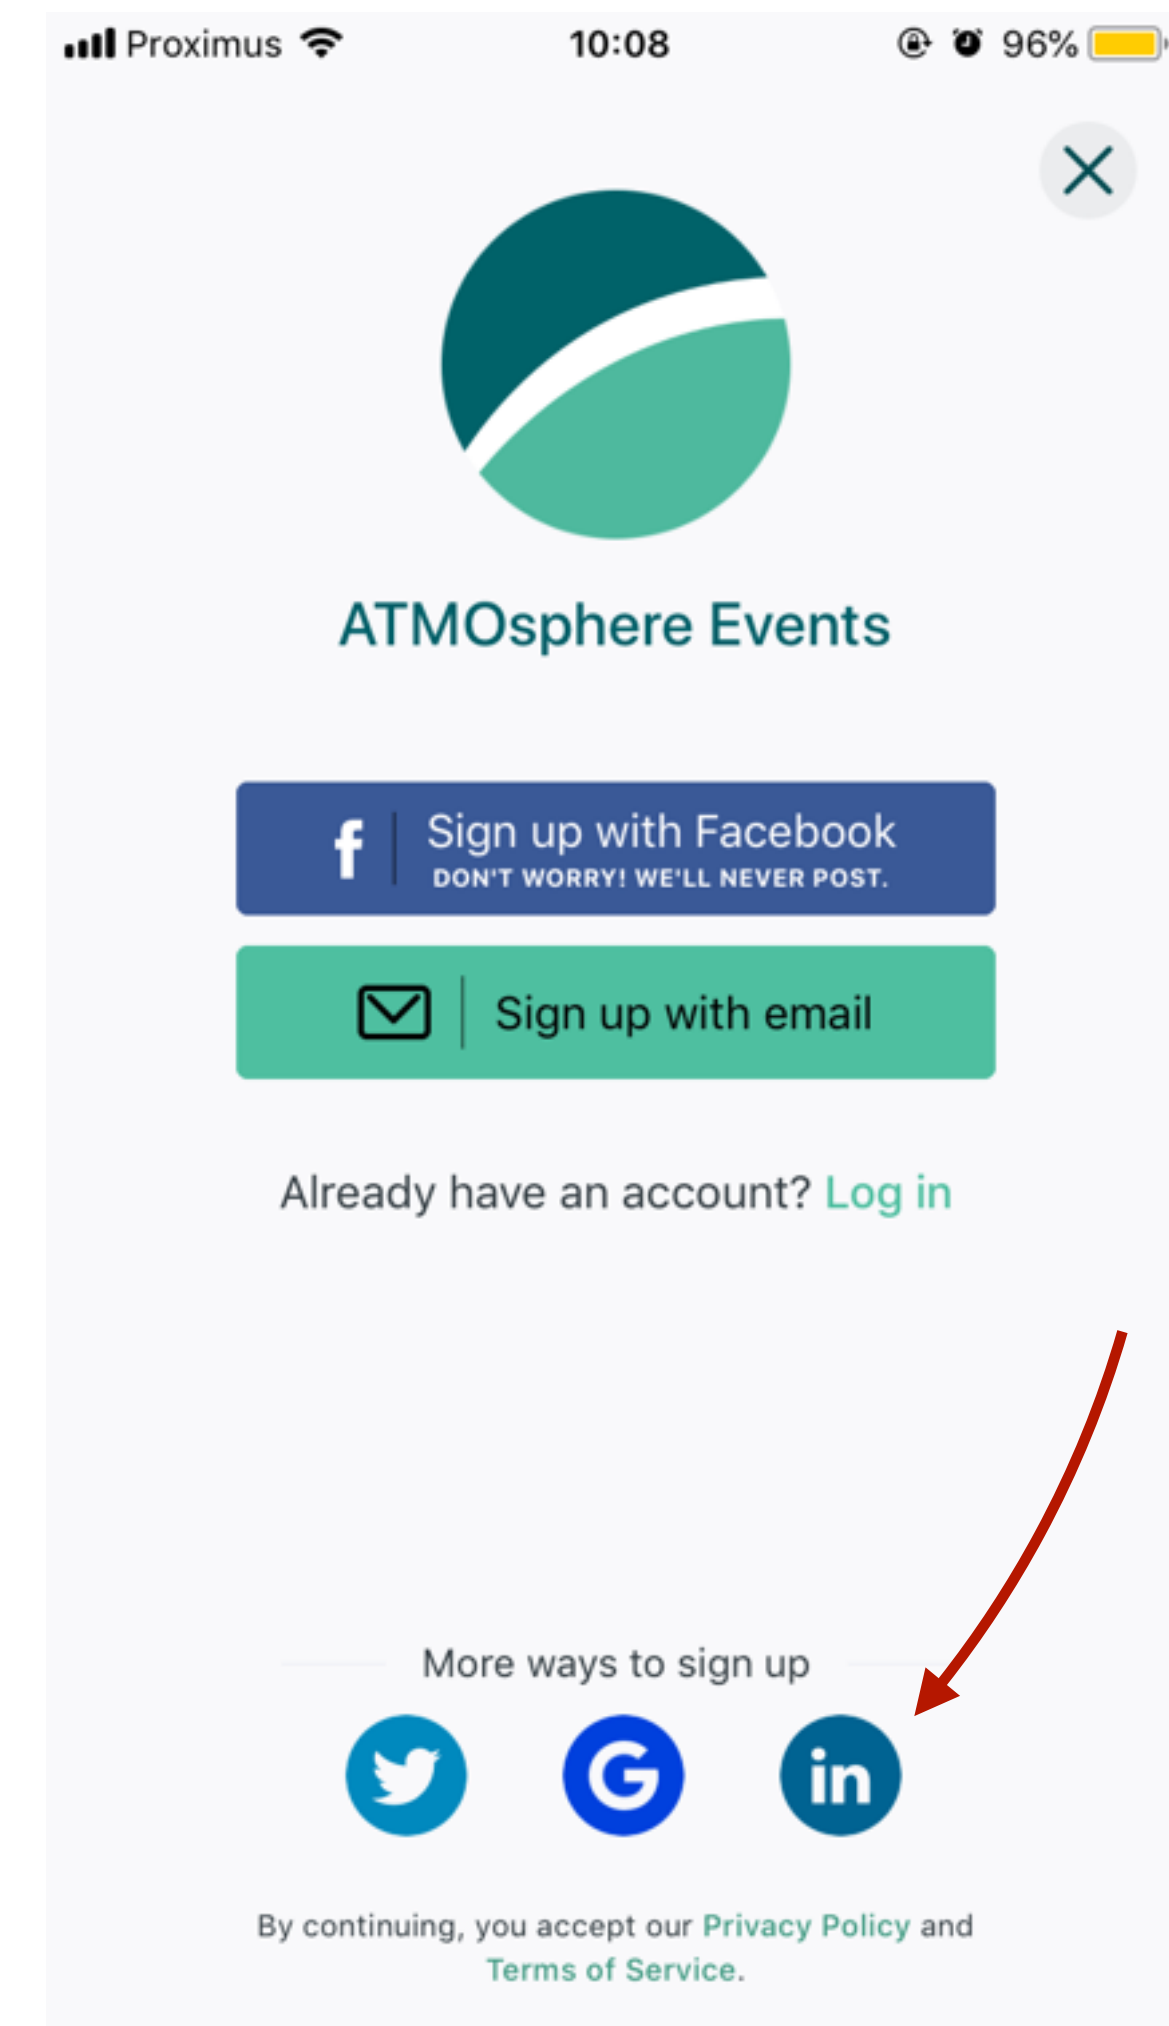 Proximus 10:08 96%
ATMOsphere Events
f Sign up with Facebook
DON'T WORRY! WE'LL NEVER POST.
Sign up with email
Already have an account? Log in
More ways to sign up
G in
By continuing, you accept our Privacy Policy and
Terms of Service.